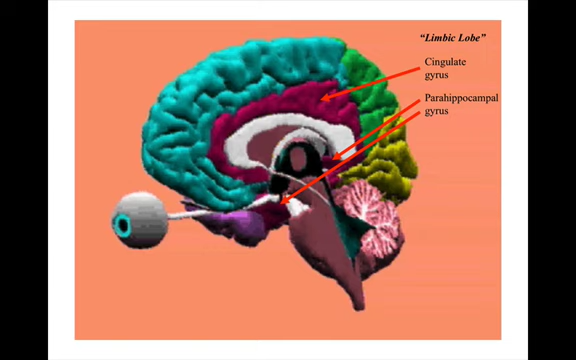 “Limbic Lobe”
Cingulate
gyrus
Parahippocampal
gyrus